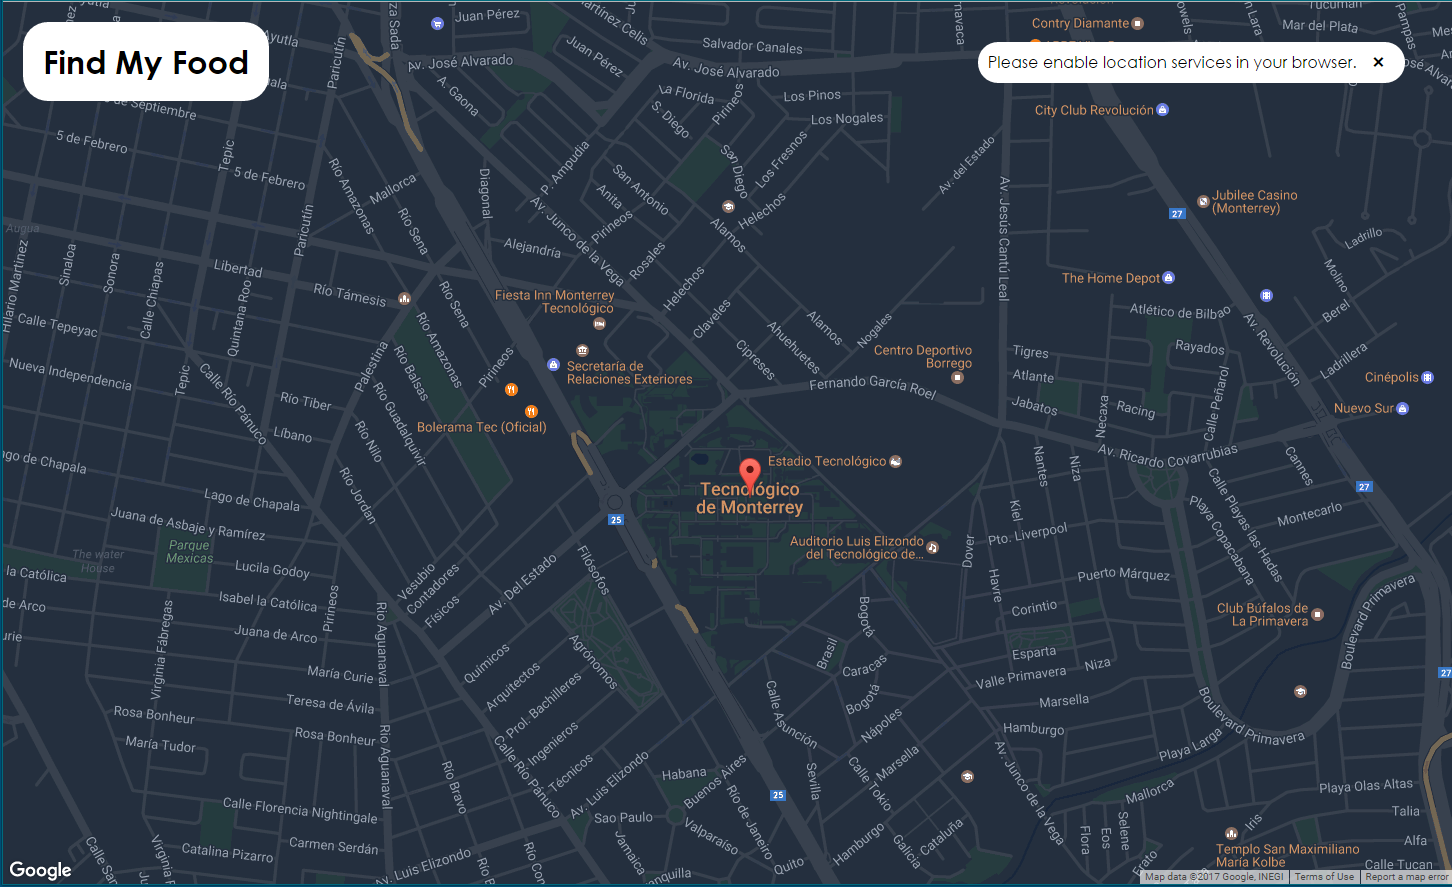 Find My Food
Please enable location services in your browser. ×
Juan Pérez
Ayutla
Paricutín
Av. José Alvarado
Juan Pérez
Salvador Canales
Av. José Alvarado
Contry Diamante
Tucumán
Mar del Plata
Pampas
A. Gaona
La Florida
Pirineos
S. Diego
Los Pinos
Los Nogales
City Club Revolución
de Septiembre
5 de Febrero
Tepic
5 de Febrero
Río Amazonas
Mallorca
Diagonal
P. Ampudia
San Antonio
San Diego
Los Fresnos
Av. del Estado
Anita
Pirineos
Helechos
Av. Junco de la Vega
Alamos
Av. Jesús Cantú Leal
27
Jubilee Casino
(Monterrey)
Paricutín
Río Sena
Alejandría
Rosales
Ladrillo
Augua
Hilario Martínez
Sinaloa
Sonora
Calle Chiapas
Libertad
Quintana Roo
Río Támesis
Río Sena
Helechos
The Home Depot
Molino
Berel
Fiesta Inn Monterrey
Tecnológico
Claveles
Ahuehuetes
Alamos
Nogales
Atlético de Bilbao
Av. Revolución
Calle Tepeyac
Río Amazonas
Pirineos
Palestina
Río Balsas
Cipreses
Centro Deportivo
Borrego
Tigres
Rayados
Ladrillera
Secretaría de
Relaciones Exteriores
Nueva Independencia
Tepic
Calle Río Pánuco
Fernando García Roel
Atlante
Calle Peñarol
Cinépolis
Río Tiber
Río Guadalquivir
Jabatos
Necaxa
Racing
Nuevo Sur
Líbano
Río Nilo
Bolerama Tec (Oficial)
Estadio Tecnológico
Av. Ricardo Covarrubias
ago de Chapala
Río Jordan
Nantes
Niza
Cannes
Calle Playas las Hadas
27
Tecnológico
de Monterrey
Lago de Chapala
Kiel
Playa Copacabana
Montecarlo
Juana de Asbaje y Ramírez
25
Parque
Mexicas
The water
House
Auditorio Luis Elizondo
del Tecnológico de...
Dover
Pto. Liverpool
la Católica
Lucila Godoy
Vesubio
Contadores
Físicos
Av. Del Estado
Filósofos
Havre
Puerto Márquez
Boulevard Primavera
de Arco
Isabel la Católica
Pirineos
Bogotá
Corintio
Club Búfalos de
La Primavera
urie
Juana de Arco
Río Aguanaval
Virginia Fábregas
Químicos
Agrónomos
Brasil
Esparta
Niza
María Curie
Arquitectos
Caracas
Valle Primavera
27
Teresa de Ávila
Prol. Bachilleres
Calle Asunción
Bogotá
Marsella
Boulevard Primavera
Rosa Bonheur
Rosa Bonheur
P. Ingenieros
Nápoles
Hamburgo
Playa Larga
María Tudor
Río Aguanaval
Calle Río Pánuco
Técnicos
Av. Luis Elizondo
Habana
Buenos Aires
Sevilla
Marsella
Calle Tokio
Av. Junco de la Vega
Río Bravo
25
Mallorca
Playa Olas Altas
Calle Florencia Nightingale
Sao Paulo
Río de Janeiro
Talia
Flora
Eos
Selene
Iris
Catalina Pizarro
Carmen Serdán
Jamaica
Valparaíso
Hamburgo
Galicia
Cataluña
Alfa
Av. Luis Elizondo
Quito
Templo San Maximiliano
María Kolbe
Calle Tucan
Google
Map data ©2017 Google, INEGI
Terms of Use
Report a map error